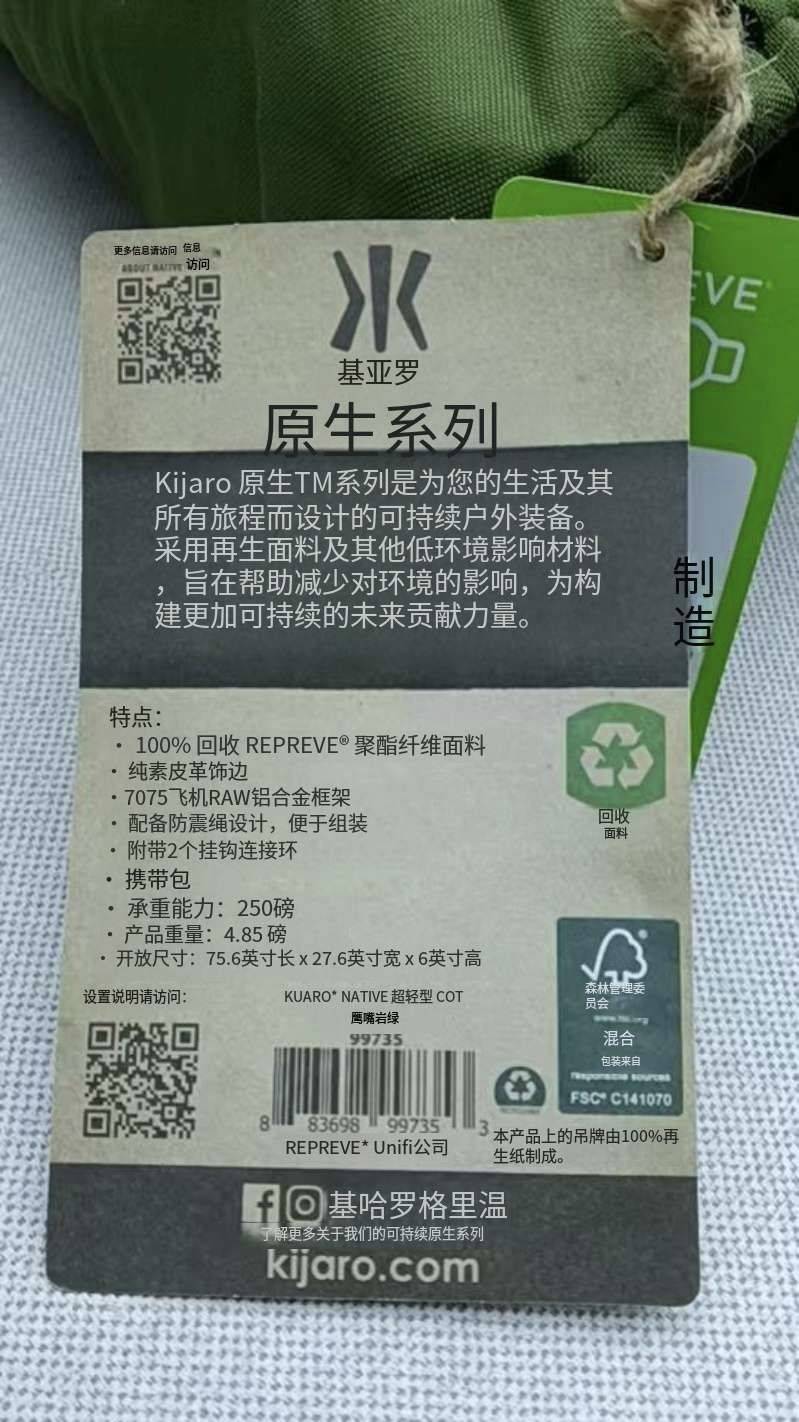 更多信息请访问 信息
ABOUT NATIVE 访问
EVE
基亚罗
原生系列
Kijaro 原生TM系列是为您的生活及其
所有旅程而设计的可持续户外装备。
采用再生面料及其他低环境影响材料
，旨在帮助减少对环境的影响，为构
建更加可持续的未来贡献力量。
制
造
特点：
• 100% 回收 REPREVE® 聚酯纤维面料
• 纯素皮革饰边
•7075飞机RAW铝合金框架
• 配备防震绳设计，便于组装
• 附带2个挂钩连接环
• 携带包
• 承重能力：250磅
• 产品重量：4.85 磅
• 开放尺寸：75.6英寸长 x 27.6英寸宽 x 6英寸高
回收
面料
设置说明请访问：
KUARO* NATIVE 超轻型 COT
鹰嘴岩绿
99735
8 83698 99735 3
REPREVE* Unifi公司
森林管理委
员会
www.fsc.org
混合
包装来自
responsible sources
FSC® C141070
本产品上的吊牌由100%再
生纸制成。
基哈罗格里温
了解更多关于我们的可持续原生系列
kijaro.com